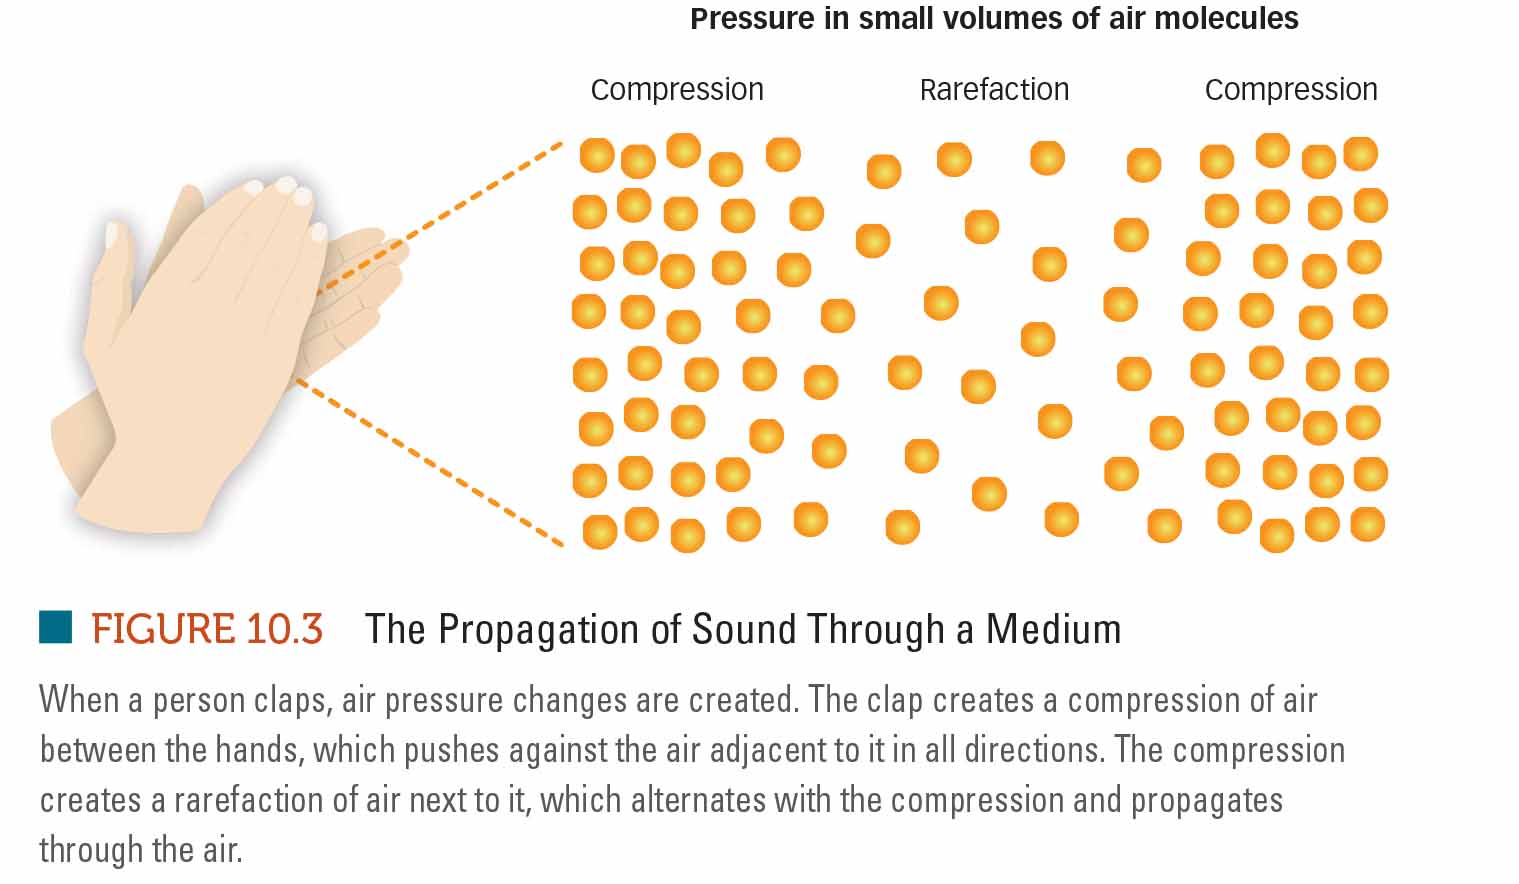 Pressure in small volumes of air molecules
Compression Rarefaction Compression
FIGURE 10.3 The Propagation of Sound Through a Medium
When a person claps, air pressure changes are created. The clap creates a compression of air
between the hands, which pushes against the air adjacent to it in all directions. The compression
creates a rarefaction of air next to it, which alternates with the compression and propagates
through the air.